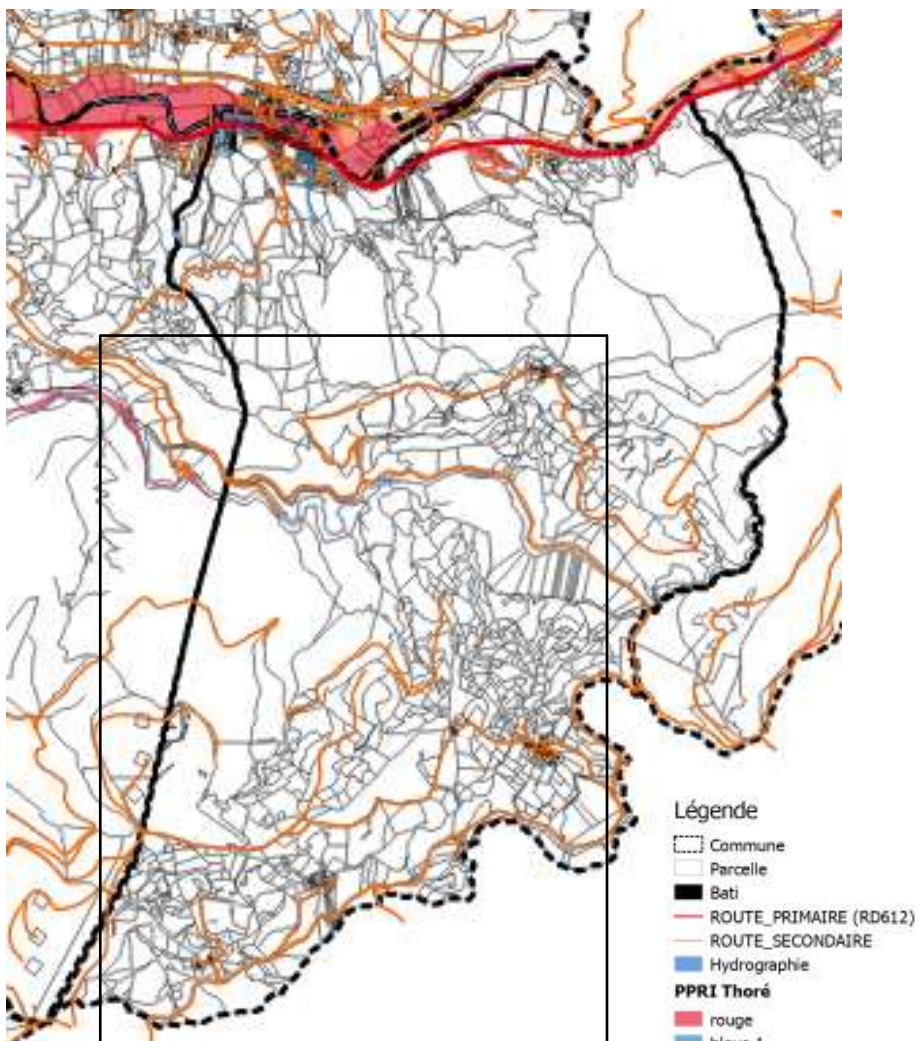 Légende
Commune
Parcelle
Bati
ROUTE_PRIMAIRE (RD612)
ROUTE_SECONDAIRE
Hydrographie
PPRI Thoré
rouge